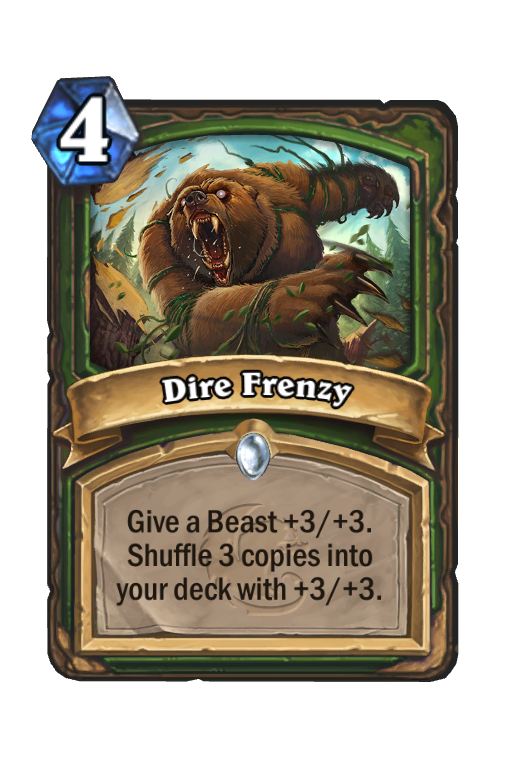 4
Dire Frenzy
Give a Beast +3/+3.
Shuffle 3 copies into
your deck with +3/+3.